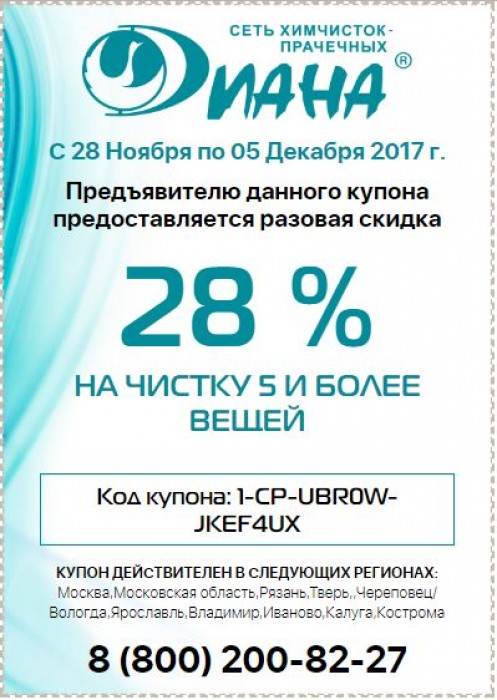 СЕТЬ ХИМЧИСТОК-
ПРАЧЕЧНЫХ
ДИАНА®
С 28 Ноября по 05 Декабря 2017 г.
Предъявителю данного купона
предоставляется разовая скидка
28 %
НА ЧИСТКУ 5 И БОЛЕЕ
ВЕЩЕЙ
Код купона: 1-CP-UBR0W-
JKEF4UX
КУПОН ДЕЙСТВИТЕЛЕН В СЛЕДУЮЩИХ РЕГИОНАХ:
Москва,Московская область,Рязань,Тверь,,Череповец/
Вологда,Ярославль,Владимир,Иваново,Калуга,Кострома
8 (800) 200-82-27